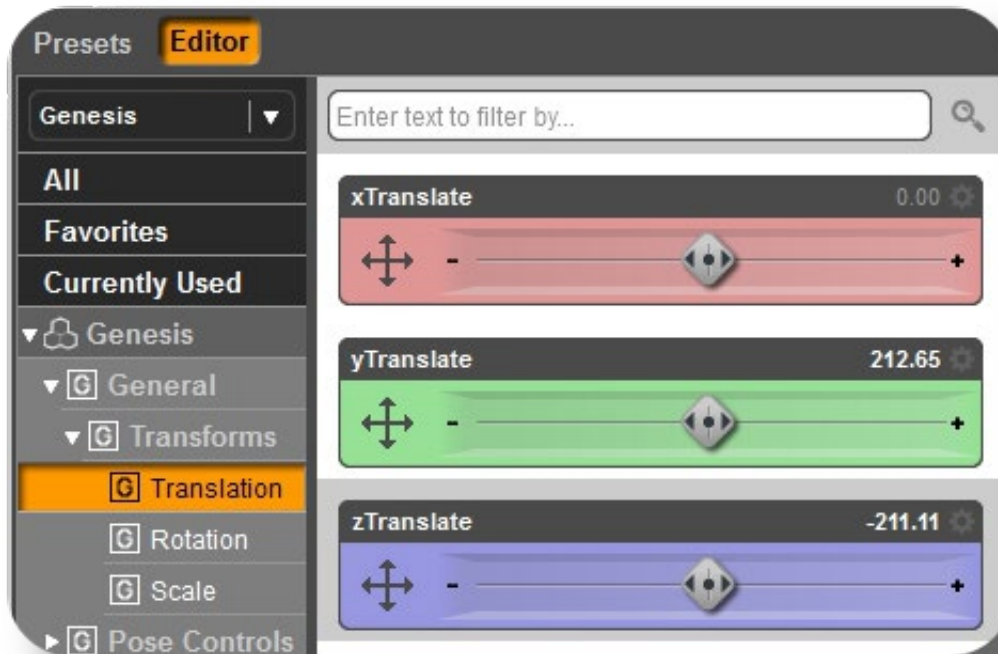 Presets Editor
Genesis
Enter text to filter by...
All
Favorites
Currently Used
Genesis
G General
G Transforms
G Translation
G Rotation
G Scale
G Pose Controls
xTranslate 0.00
- +
yTranslate 212.65
- +
zTranslate -211.11
- +